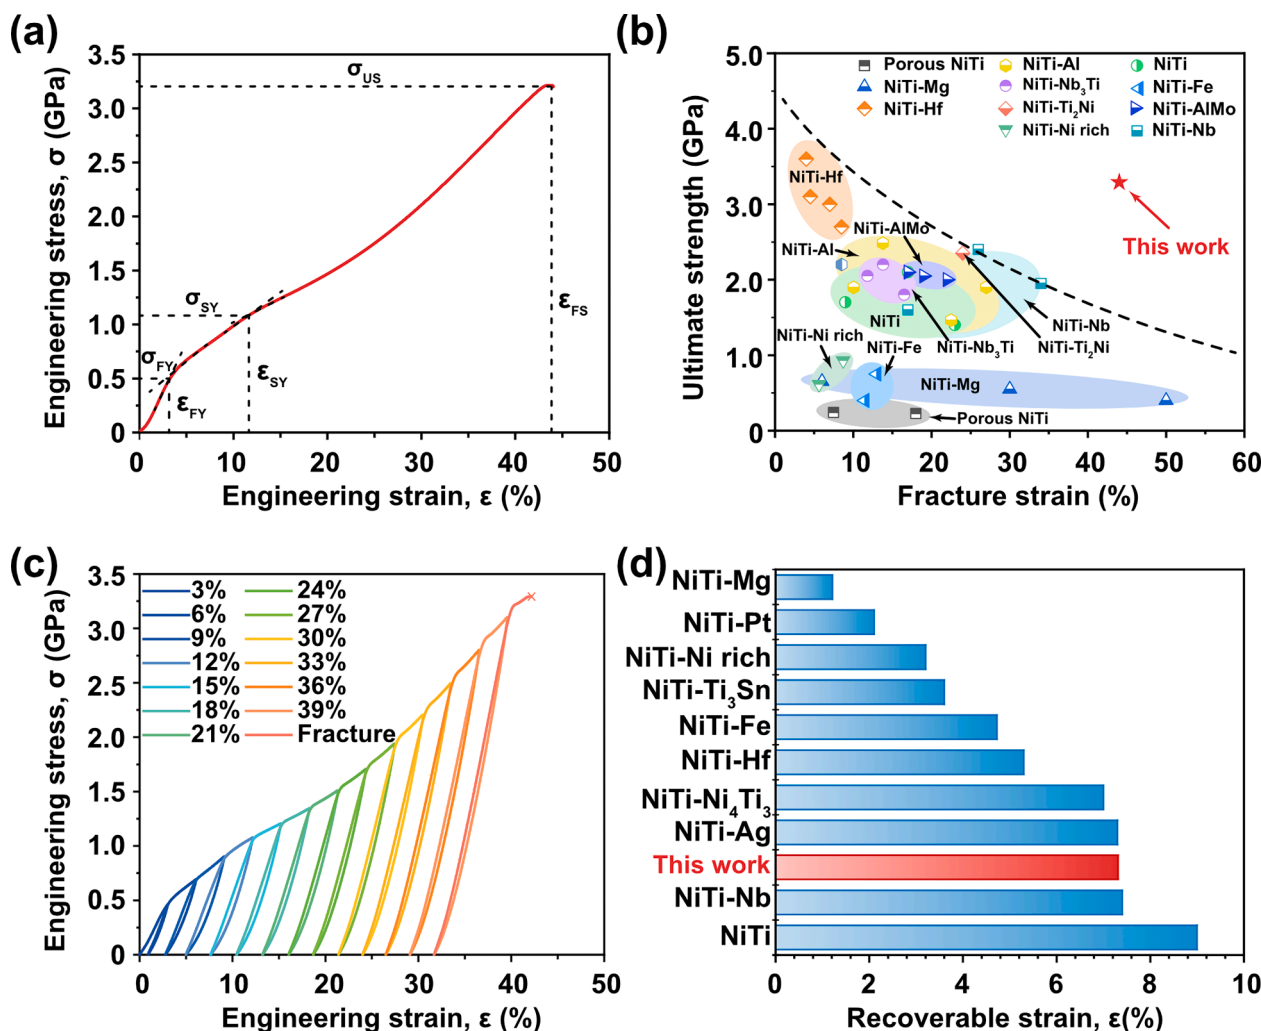 (a)
3.5
3.0
2.5
2.0
1.5
1.0
0.5
0
Engineering stress, σ (GPa)
σUS
σSY
σFY
εFY
εSY
εFS
0 10 20 30 40 50
Engineering strain, ε (%)
(b)
5.0
4.0
3.0
2.0
1.0
0
Ultimate strength (GPa)
Porous NiTi
NiTi-Mg
NiTi-Hf
NiTi-Al
NiTi-Nb3Ti
NiTi-Ti2Ni
NiTi-Ni rich
NiTi
NiTi-Fe
NiTi-AlMo
NiTi-Nb
NiTi-Hf
This work
NiTi-AlMo
NiTi-Al
NiTi
NiTi-Nb
NiTi-Ni rich
NiTi-Fe
NiTi-Nb3Ti
NiTi-Ti2Ni
NiTi-Mg
Porous NiTi
0 10 20 30 40 50 60
Fracture strain (%)
(c)
3.5
3.0
2.5
2.0
1.5
1.0
0.5
0
Engineering stress, σ (GPa)
3%
6%
9%
12%
15%
18%
21%
24%
27%
30%
33%
36%
39%
Fracture
0 10 20 30 40 50
Engineering strain, ε (%)
(d)
NiTi-Mg
NiTi-Pt
NiTi-Ni rich
NiTi-Ti3Sn
NiTi-Fe
NiTi-Hf
NiTi-Ni4Ti3
NiTi-Ag
This work
NiTi-Nb
NiTi
0 2 4 6 8 10
Recoverable strain, ε(%)